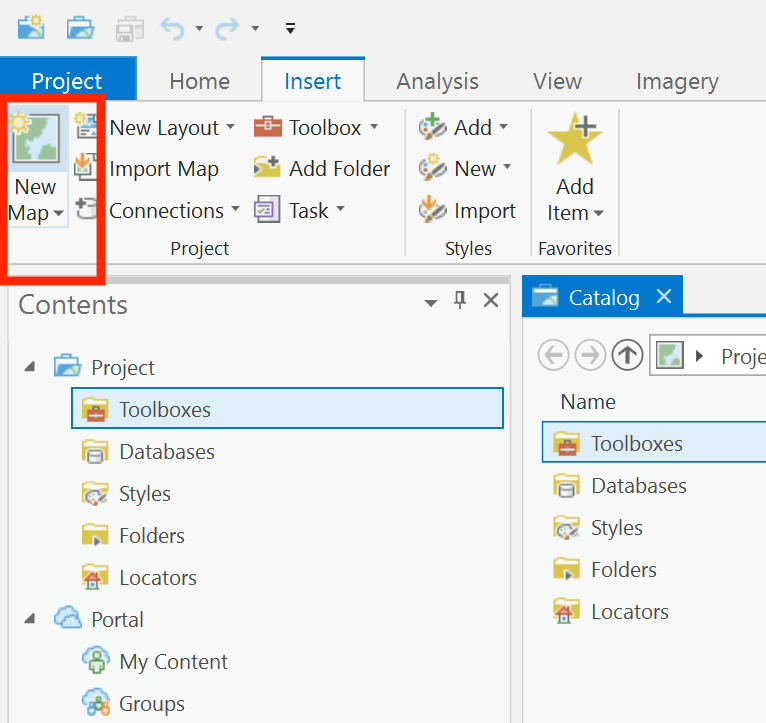 Project Home Insert Analysis View Imagery
New Map
New Layout
Import Map
Connections
Toolbox
Add Folder
Task
Project
Add
New
Import
Styles
Add
Item
Favorites
Contents
Project
Toolboxes
Databases
Styles
Folders
Locators
Portal
My Content
Groups
Catalog
Proje
Name
Toolboxes
Databases
Styles
Folders
Locators